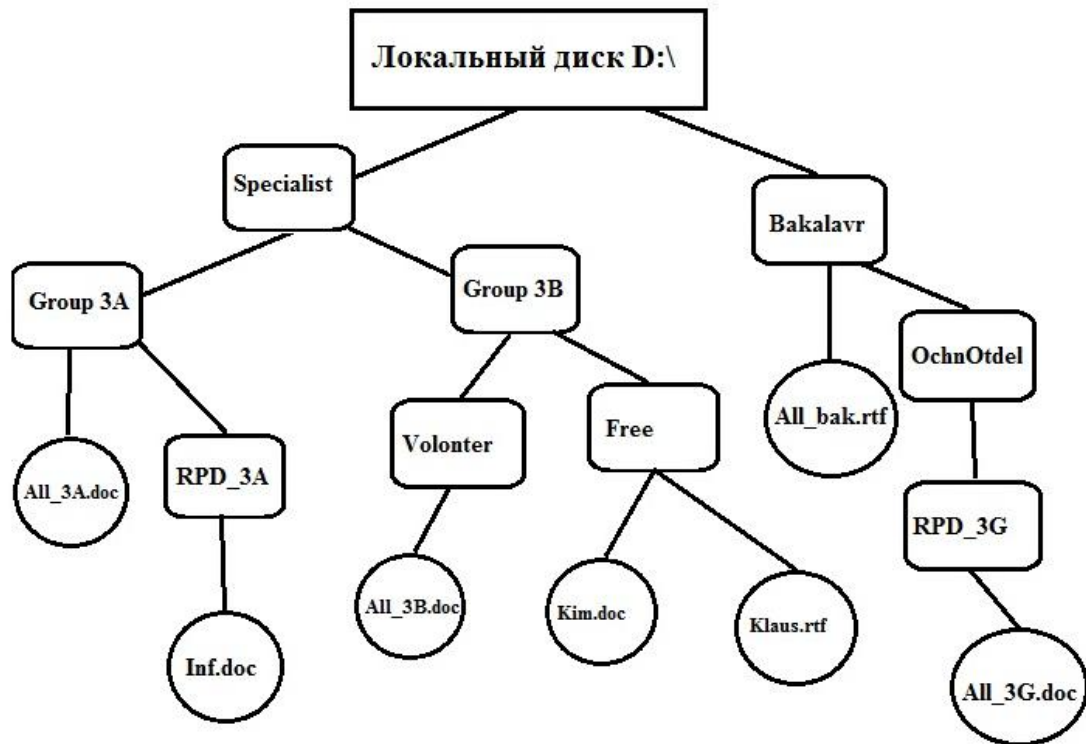 Локальный диск D:\
Specialist
Bakalavr
Group 3A
Group 3B
OchnOtdel
All_bak.rtf
Volonter
Free
All_3A.doc
RPD_3A
RPD_3G
All_3B.doc
Kim.doc
Klaus.rtf
Inf.doc
All_3G.doc